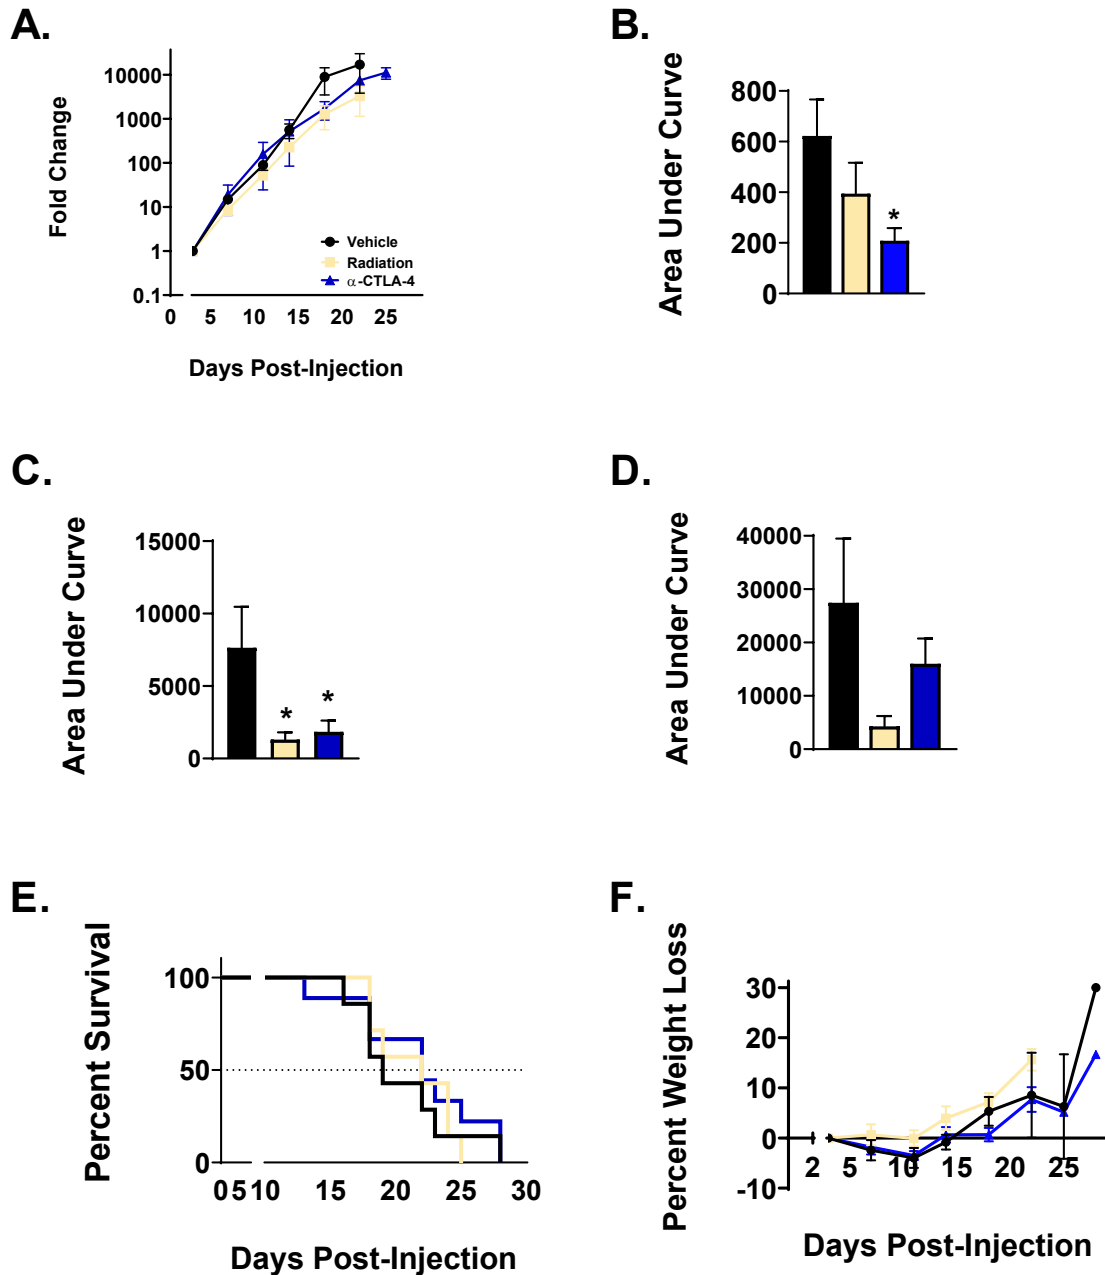 A.
Fold Change
10000
1000
100
10
1
0.1
Vehicle
Radiation
α-CTLA-4
0 5 10 15 20 25
Days Post-Injection
B.
Area Under Curve
800
600
400
200
0
*
C.
Area Under Curve
15000
10000
5000
0
* *
D.
Area Under Curve
40000
30000
20000
10000
0
E.
Percent Survival
100
50
0
0 5 10 15 20 25 30
Days Post-Injection
F.
Percent Weight Loss
30
20
10
0
-10
2 5 10 15 20 25
Days Post-Injection